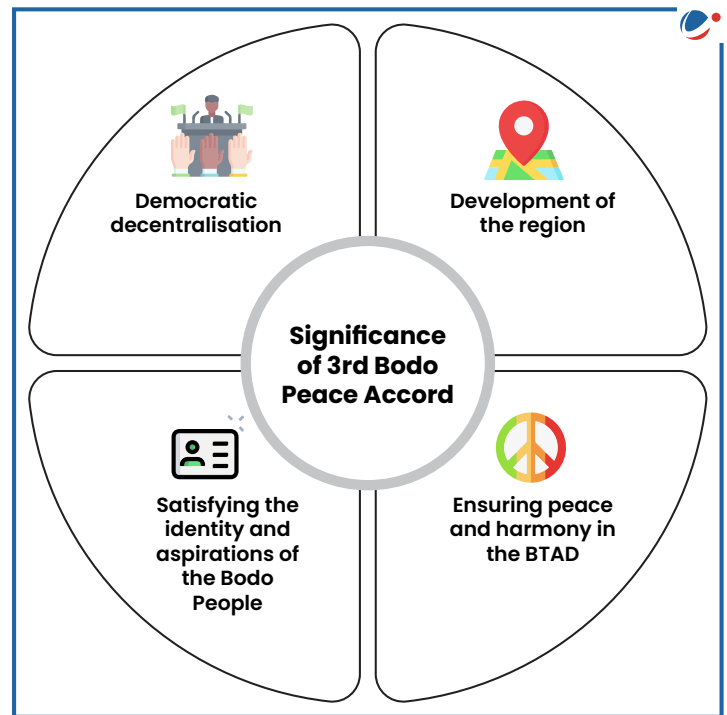 Democratic
decentralisation
Development of
the region
Significance
of 3rd Bodo
Peace Accord
Satisfying the
identity and
aspirations of
the Bodo
People
Ensuring peace
and harmony in
the BTAD